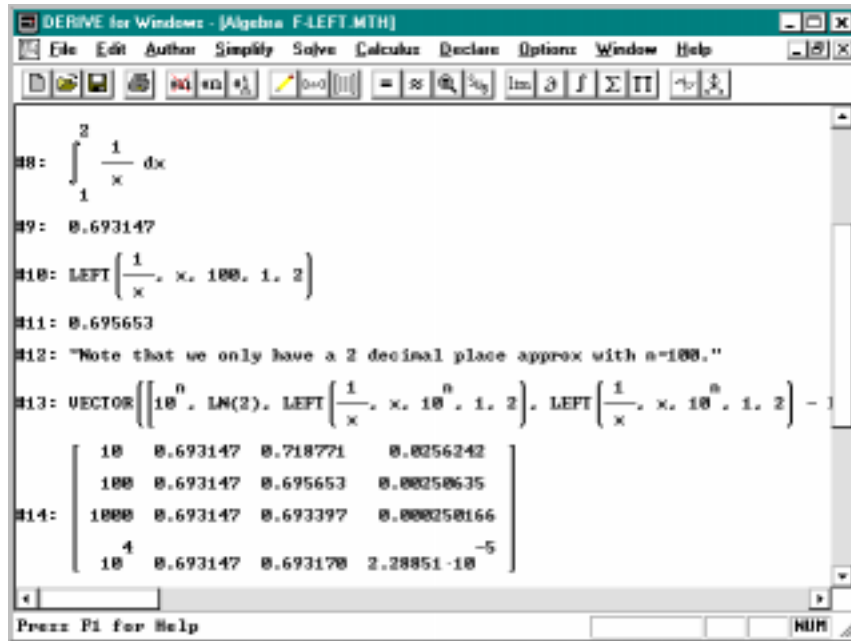 DERIVE for Windows - [Algebra F-LEFT.MTH]
File Edit Author Simplify Solve Calculus Declare Options Window Help
#8: ∫ 1 2 1/x dx
#9: 0.693147
#10: LEFT(1/x, x, 100, 1, 2)
#11: 0.695653
#12: "Note that we only have a 2 decimal place approx with n=100."
#13: VECTOR([10^n, LN(2), LEFT(1/x, x, 10^n, 1, 2), LEFT(1/x, x, 10^n, 1, 2) -
#14:
10 0.693147 0.718771 0.0256242
100 0.693147 0.695653 0.00250635
1000 0.693147 0.693397 0.000250166
10^4 0.693147 0.693170 2.28851·10^-5
Press F1 for Help NUM